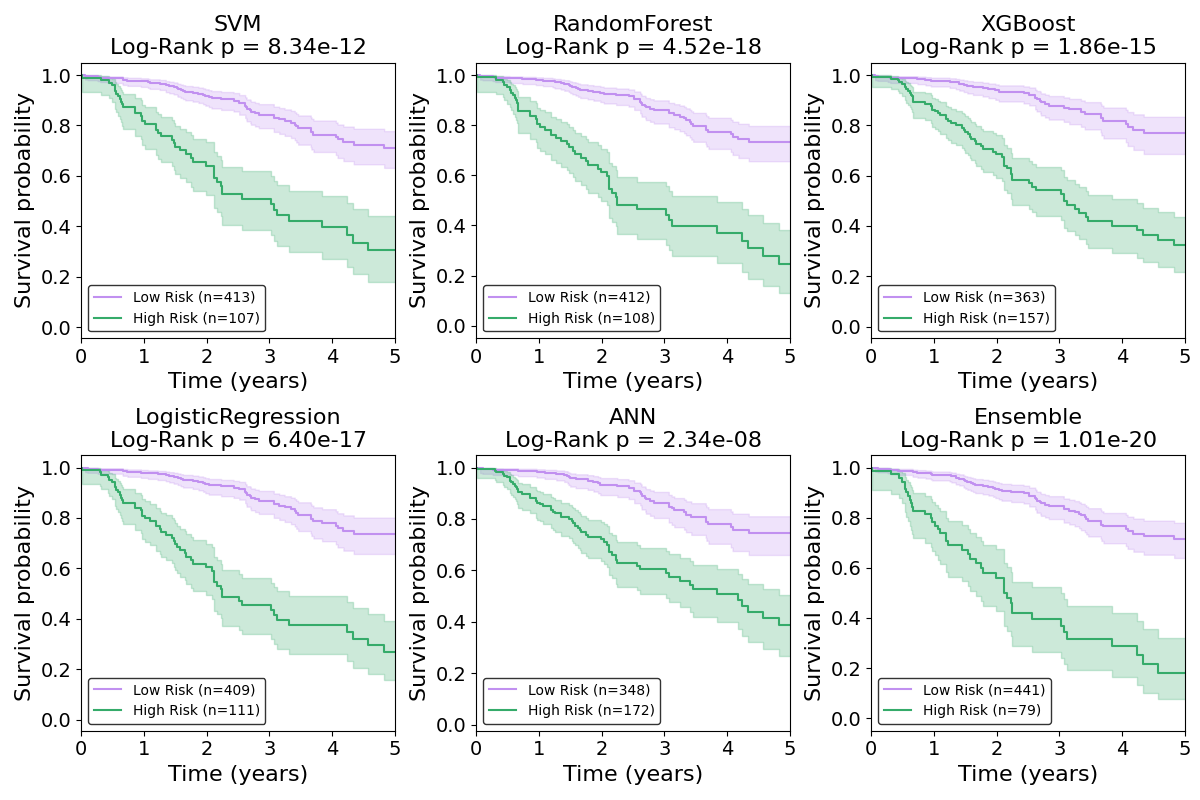 SVM
Log-Rank p = 8.34e-12
Survival probability
1.0
0.8
0.6
0.4
0.2
0.0
Low Risk (n=413)
High Risk (n=107)
0 1 2 3 4 5
Time (years)
RandomForest
Log-Rank p = 4.52e-18
Survival probability
1.0
0.8
0.6
0.4
0.2
0.0
Low Risk (n=412)
High Risk (n=108)
0 1 2 3 4 5
Time (years)
XGBoost
Log-Rank p = 1.86e-15
Survival probability
1.0
0.8
0.6
0.4
0.2
0.0
Low Risk (n=363)
High Risk (n=157)
0 1 2 3 4 5
Time (years)
LogisticRegression
Log-Rank p = 6.40e-17
Survival probability
1.0
0.8
0.6
0.4
0.2
0.0
Low Risk (n=409)
High Risk (n=111)
0 1 2 3 4 5
Time (years)
ANN
Log-Rank p = 2.34e-08
Survival probability
1.0
0.8
0.6
0.4
0.2
0.0
Low Risk (n=348)
High Risk (n=172)
0 1 2 3 4 5
Time (years)
Ensemble
Log-Rank p = 1.01e-20
Survival probability
1.0
0.8
0.6
0.4
0.2
0.0
Low Risk (n=441)
High Risk (n=79)
0 1 2 3 4 5
Time (years)